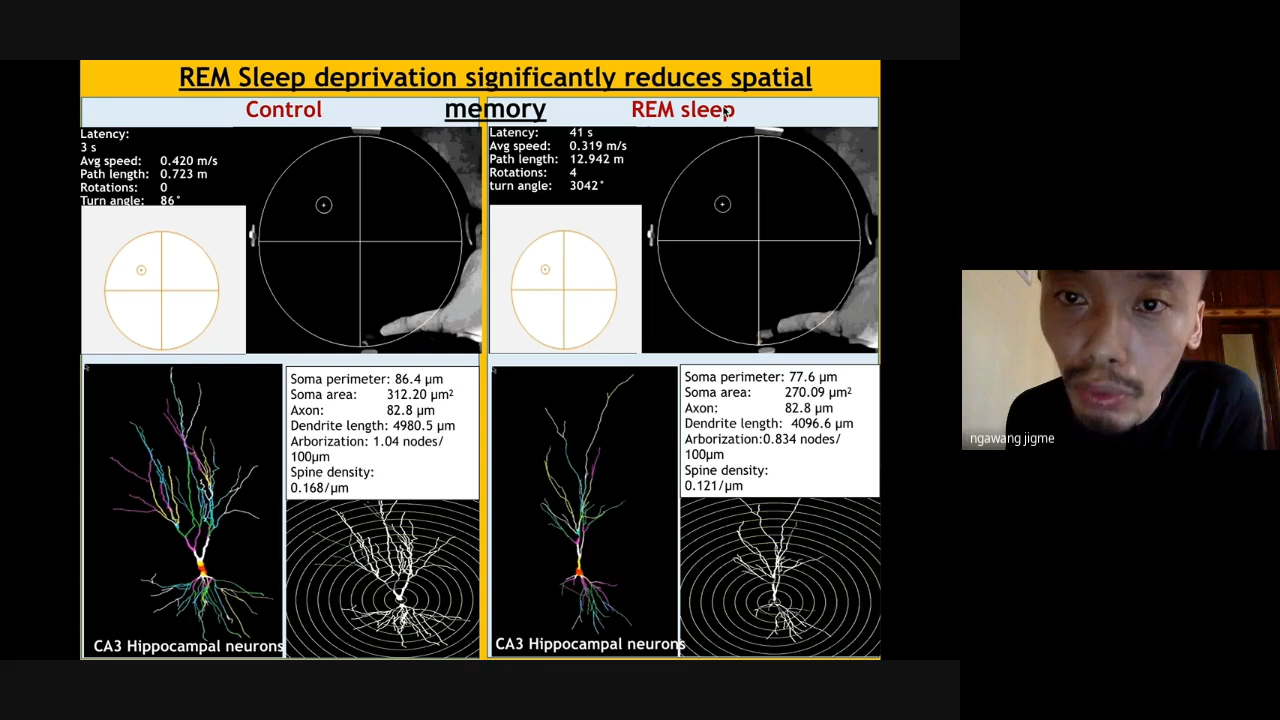 REM Sleep deprivation significantly reduces spatial
memory
Control
Latency:
3 s
Avg speed: 0.420 m/s
Path length: 0.723 m
Rotations: 0
Turn angle: 86°
REM sleep
Latency: 41 s
Avg speed: 0.319 m/s
Path length: 12.942 m
Rotations: 4
turn angle: 3042°
Soma perimeter: 86.4 µm
Soma area: 312.20 µm²
Axon: 82.8 µm
Dendrite length: 4980.5 µm
Arborization: 1.04 nodes/
100µm
Spine density:
0.168/µm
CA3 Hippocampal neurons
Soma perimeter: 77.6 µm
Soma area: 270.09 µm²
Axon: 82.8 µm
Dendrite length: 4096.6 µm
Arborization:0.834 nodes/
100µm
Spine density:
0.121/µm
CA3 Hippocampal neurons
ngawang jigme